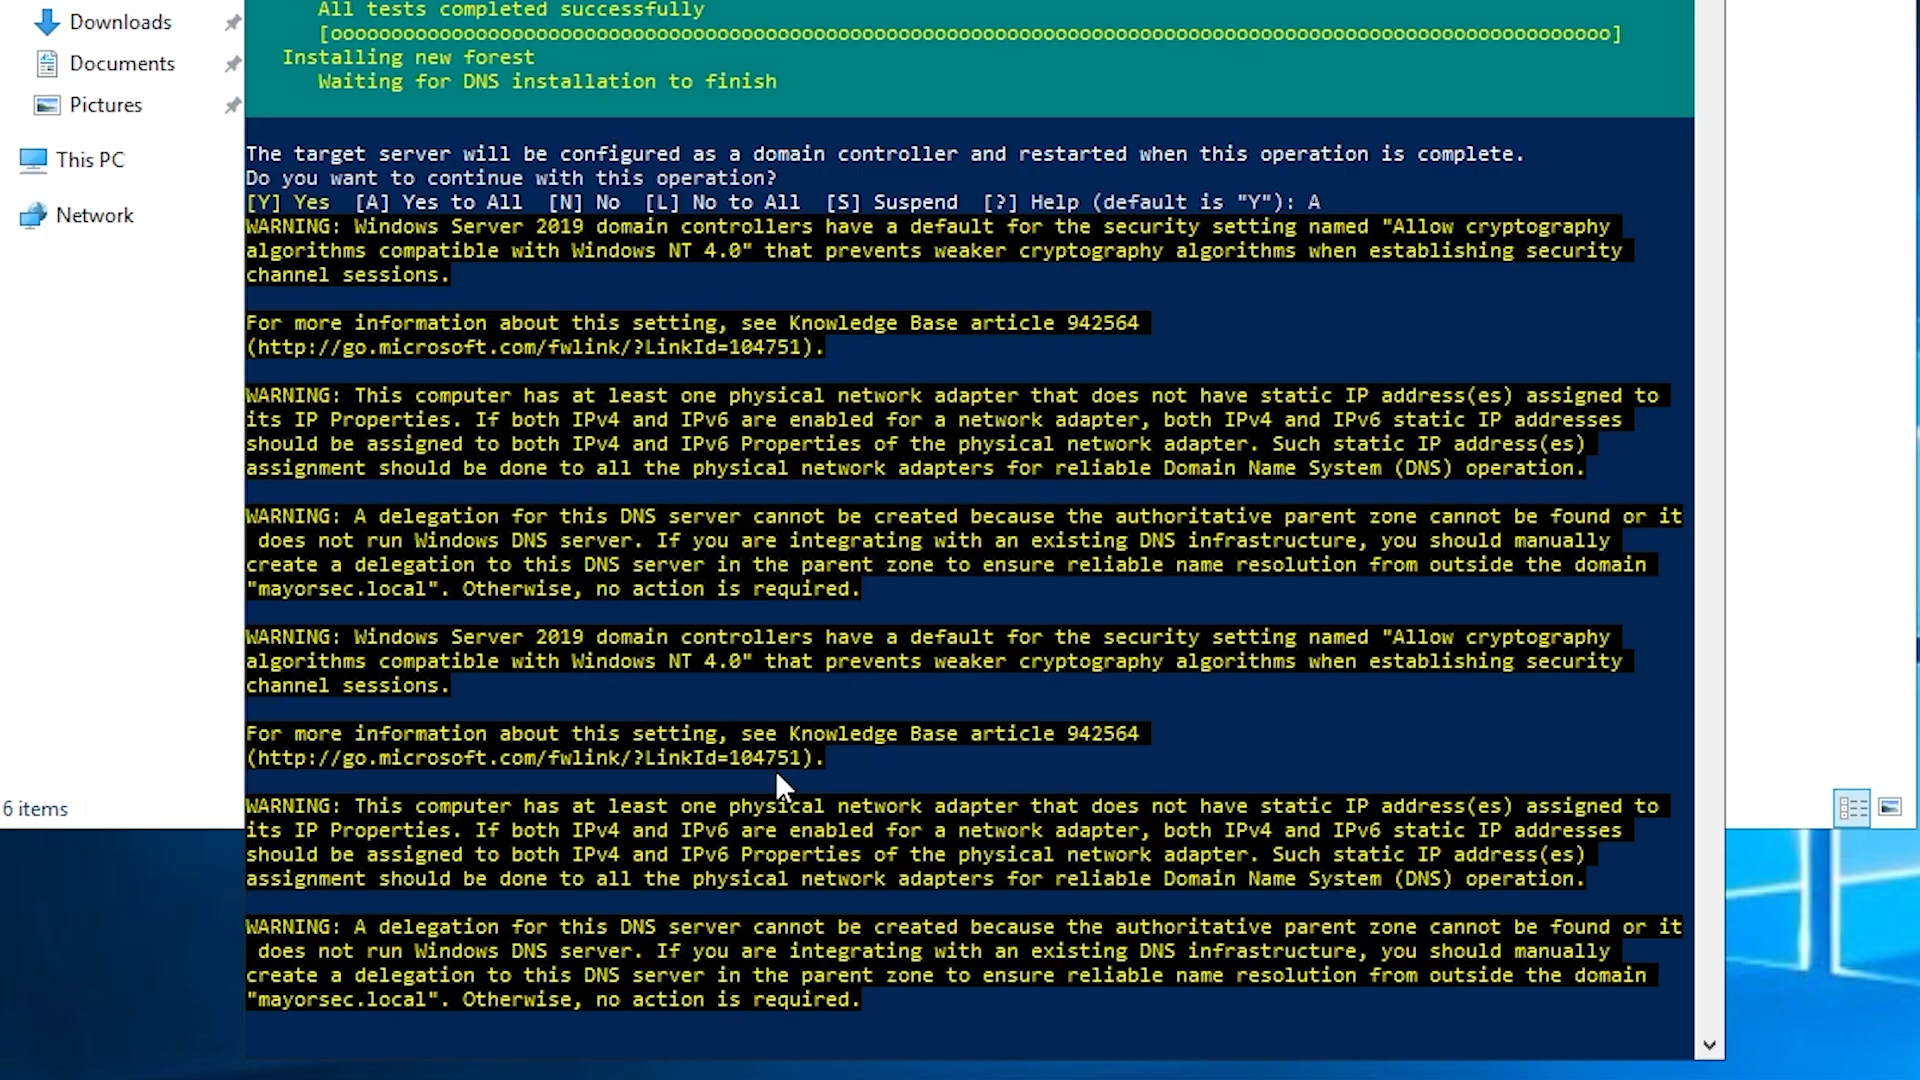 Downloads
Documents
Pictures
This PC
Network
6 items
All tests completed successfully
[oooooooooooooooooooooooooooooooooooooooooooooooooooooooooooooooooooooooooooooooooooooooooooooooooooooooooo]
Installing new forest
Waiting for DNS installation to finish
The target server will be configured as a domain controller and restarted when this operation is complete.
Do you want to continue with this operation?
[Y] Yes  [A] Yes to All  [N] No  [L] No to All  [S] Suspend  [?] Help (default is "Y"): A
WARNING: Windows Server 2019 domain controllers have a default for the security setting named "Allow cryptography
algorithms compatible with Windows NT 4.0" that prevents weaker cryptography algorithms when establishing security
channel sessions.
For more information about this setting, see Knowledge Base article 942564
(http://go.microsoft.com/fwlink/?LinkId=104751).
WARNING: This computer has at least one physical network adapter that does not have static IP address(es) assigned to
its IP Properties. If both IPv4 and IPv6 are enabled for a network adapter, both IPv4 and IPv6 static IP addresses
should be assigned to both IPv4 and IPv6 Properties of the physical network adapter. Such static IP address(es)
assignment should be done to all the physical network adapters for reliable Domain Name System (DNS) operation.
WARNING: A delegation for this DNS server cannot be created because the authoritative parent zone cannot be found or it
does not run Windows DNS server. If you are integrating with an existing DNS infrastructure, you should manually
create a delegation to this DNS server in the parent zone to ensure reliable name resolution from outside the domain
"mayorsec.local". Otherwise, no action is required.
WARNING: Windows Server 2019 domain controllers have a default for the security setting named "Allow cryptography
algorithms compatible with Windows NT 4.0" that prevents weaker cryptography algorithms when establishing security
channel sessions.
For more information about this setting, see Knowledge Base article 942564
(http://go.microsoft.com/fwlink/?LinkId=104751).
WARNING: This computer has at least one physical network adapter that does not have static IP address(es) assigned to
its IP Properties. If both IPv4 and IPv6 are enabled for a network adapter, both IPv4 and IPv6 static IP addresses
should be assigned to both IPv4 and IPv6 Properties of the physical network adapter. Such static IP address(es)
assignment should be done to all the physical network adapters for reliable Domain Name System (DNS) operation.
WARNING: A delegation for this DNS server cannot be created because the authoritative parent zone cannot be found or it
does not run Windows DNS server. If you are integrating with an existing DNS infrastructure, you should manually
create a delegation to this DNS server in the parent zone to ensure reliable name resolution from outside the domain
"mayorsec.local". Otherwise, no action is required.